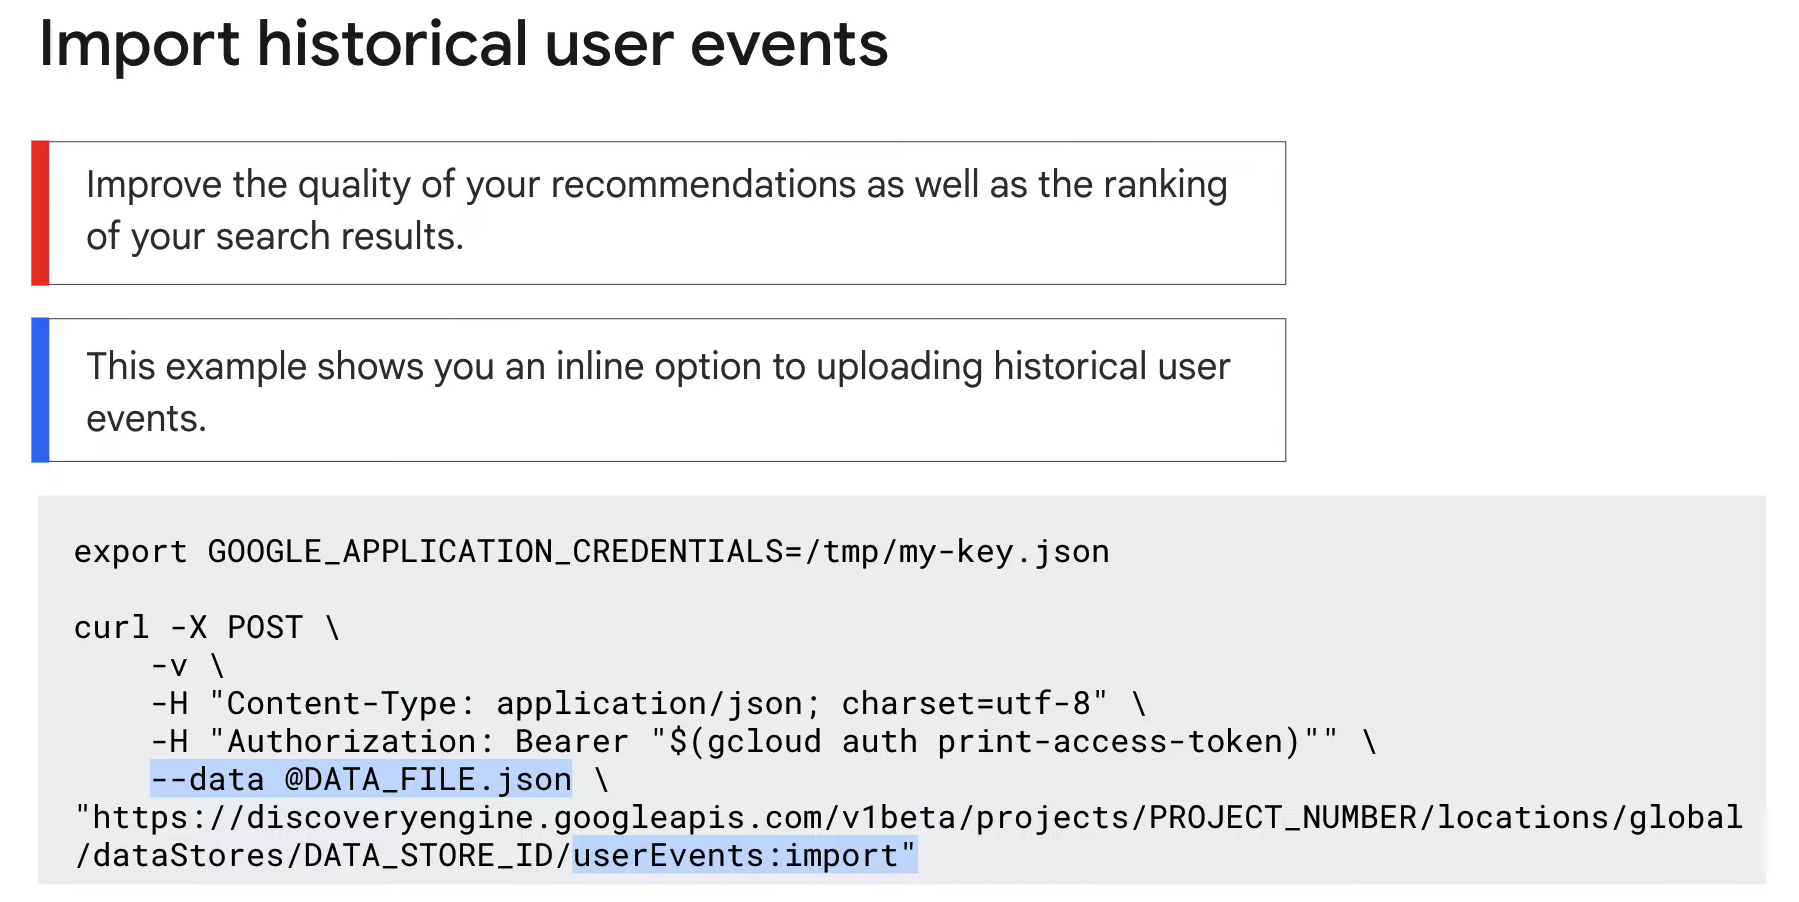 Import historical user events
Improve the quality of your recommendations as well as the ranking
of your search results.
This example shows you an inline option to uploading historical user
events.
export GOOGLE_APPLICATION_CREDENTIALS=/tmp/my-key.json
curl -X POST \
-v \
-H "Content-Type: application/json; charset=utf-8" \
-H "Authorization: Bearer "$(gcloud auth print-access-token)"" \
--data @DATA_FILE.json \
"https://discoveryengine.googleapis.com/v1beta/projects/PROJECT_NUMBER/locations/global
/dataStores/DATA_STORE_ID/userEvents:import"